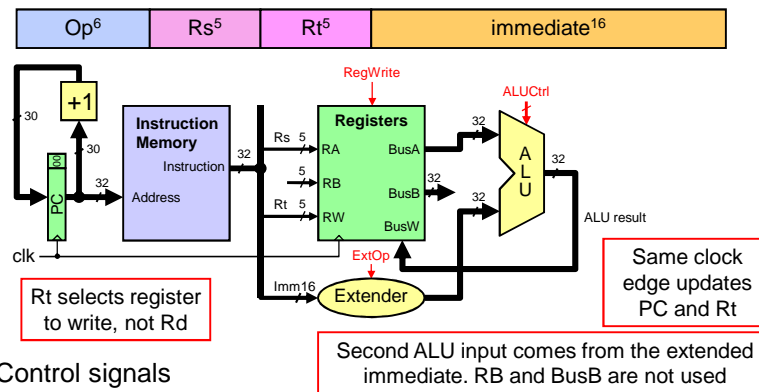 Op6 Rs5 Rt5 immediate16
RegWrite
ALUCtrl
+1
30
30
00
PC
32
Instruction
Memory
Instruction
Address
32
Rs 5
5
Rt 5
Registers
RA
RB
RW
BusA
BusB
BusW
32
32
32
A
L
U
32
ALU result
clk
ExtOp
Imm16
Extender
Rt selects register
to write, not Rd
Same clock
edge updates
PC and Rt
Second ALU input comes from the extended
immediate. RB and BusB are not used
Control signals